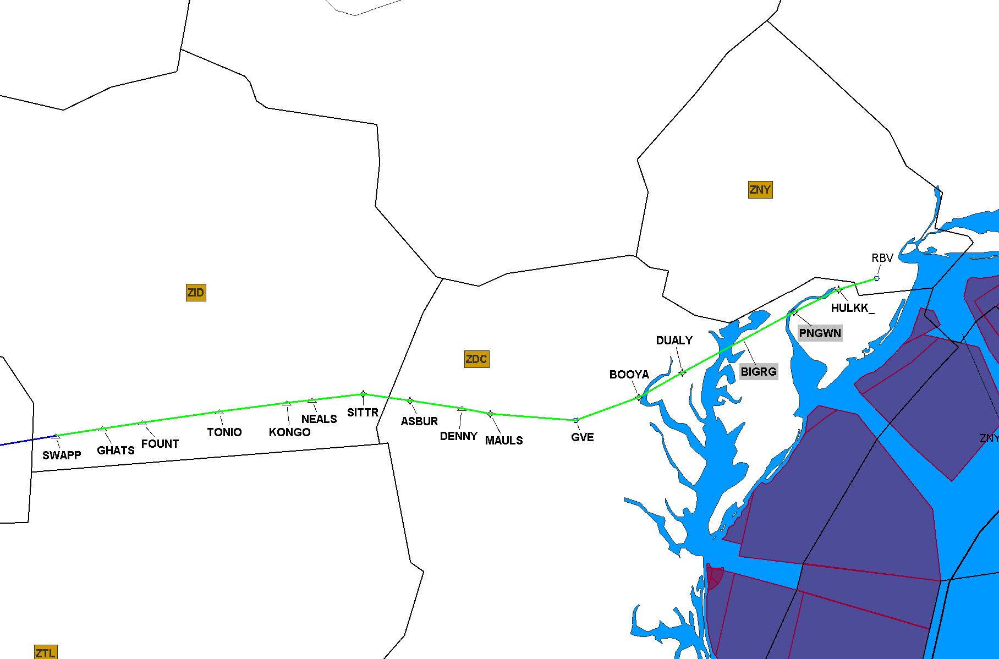 ZNY
RBV
ZID
HULKK_
PNGWN
DUALY
ZDC
BIGRG
BOOYA
SITTR
NEALS
ASBUR
KONGO
TONIO
DENNY
MAULS
GVE
ZNY
FOUNT
GHATS
SWAPP
ZTL